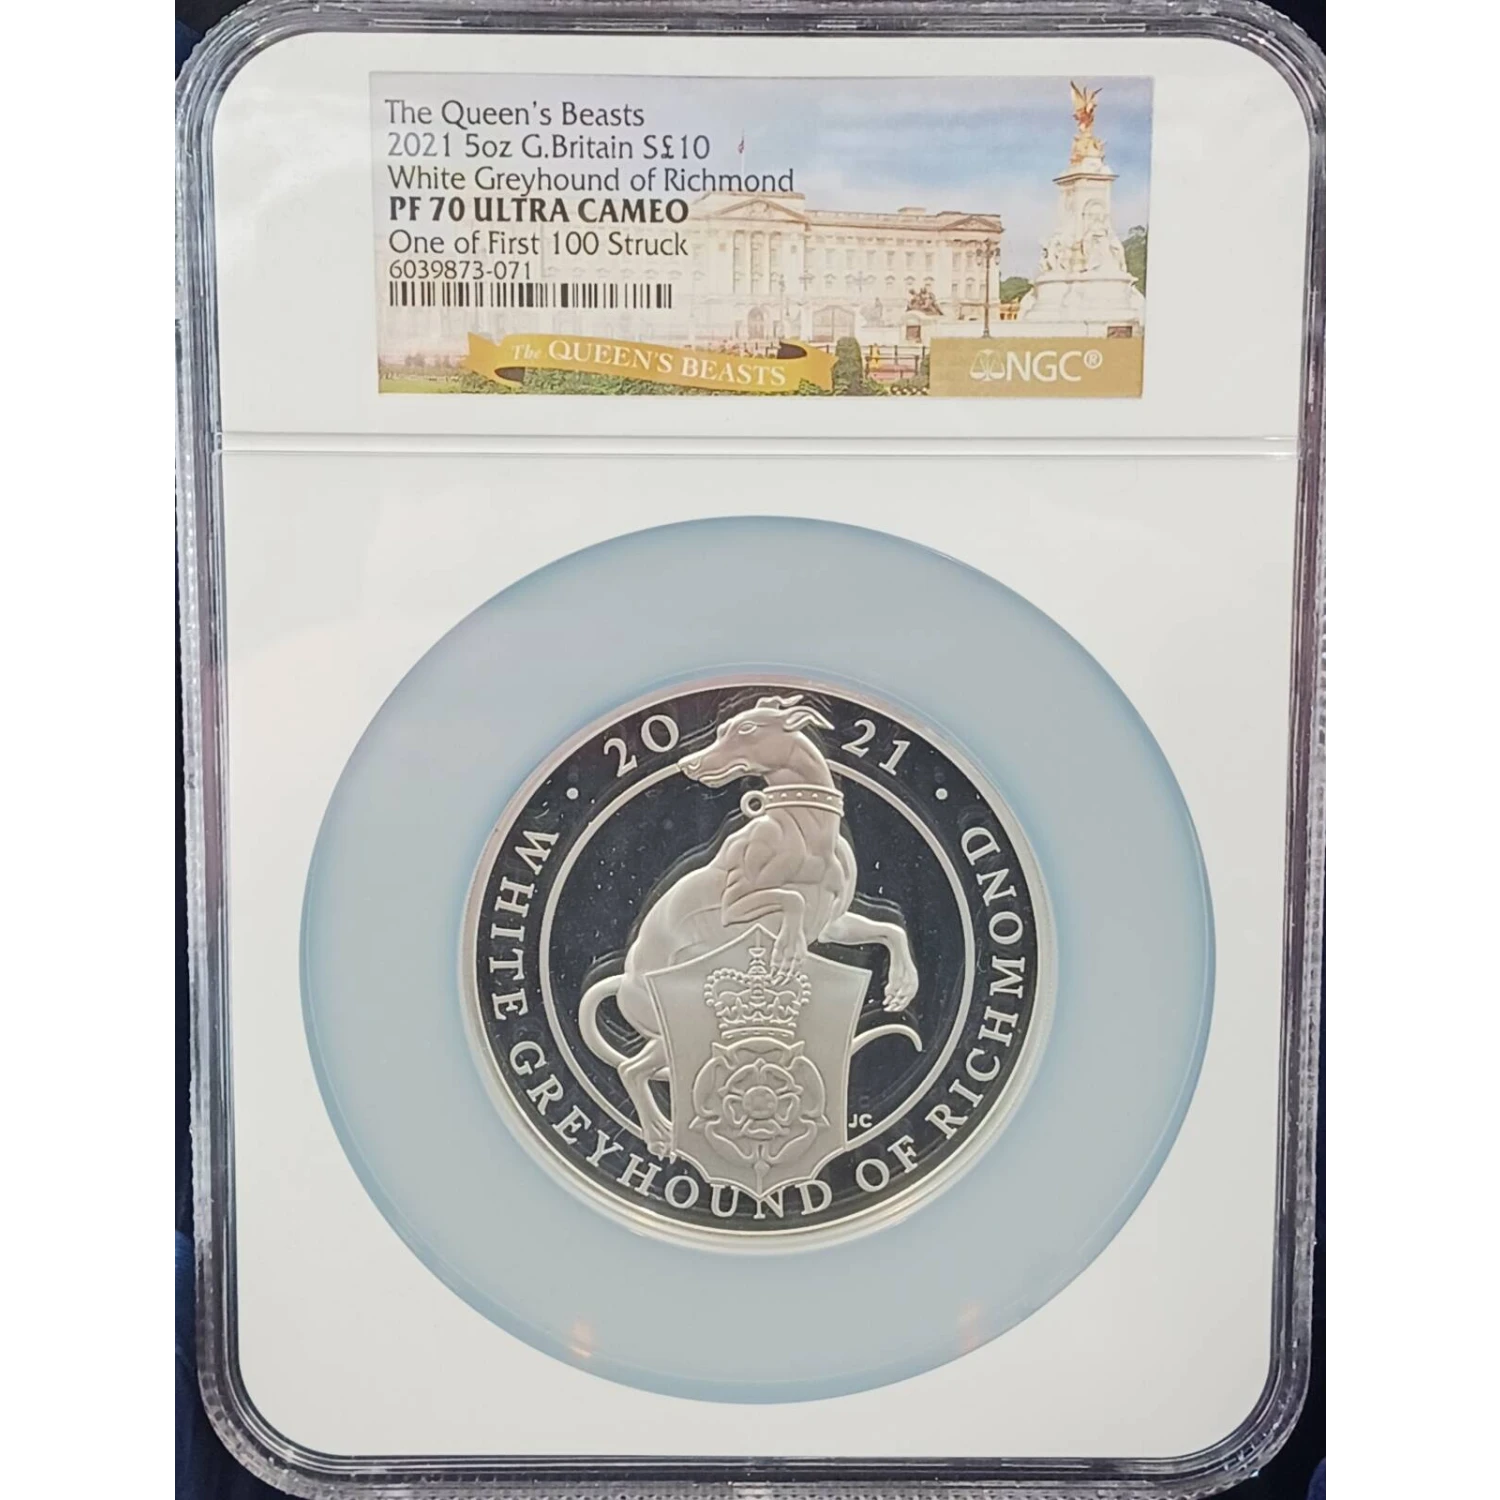 The Queen's Beasts
2021 5oz G.Britain S£10
White Greyhound of Richmond
PF 70 ULTRA CAMEO
One of First 100 Struck
6039873-071
The QUEEN'S BEASTS
NGC®
2021
WHITE GREYHOUND OF RICHMOND
JC